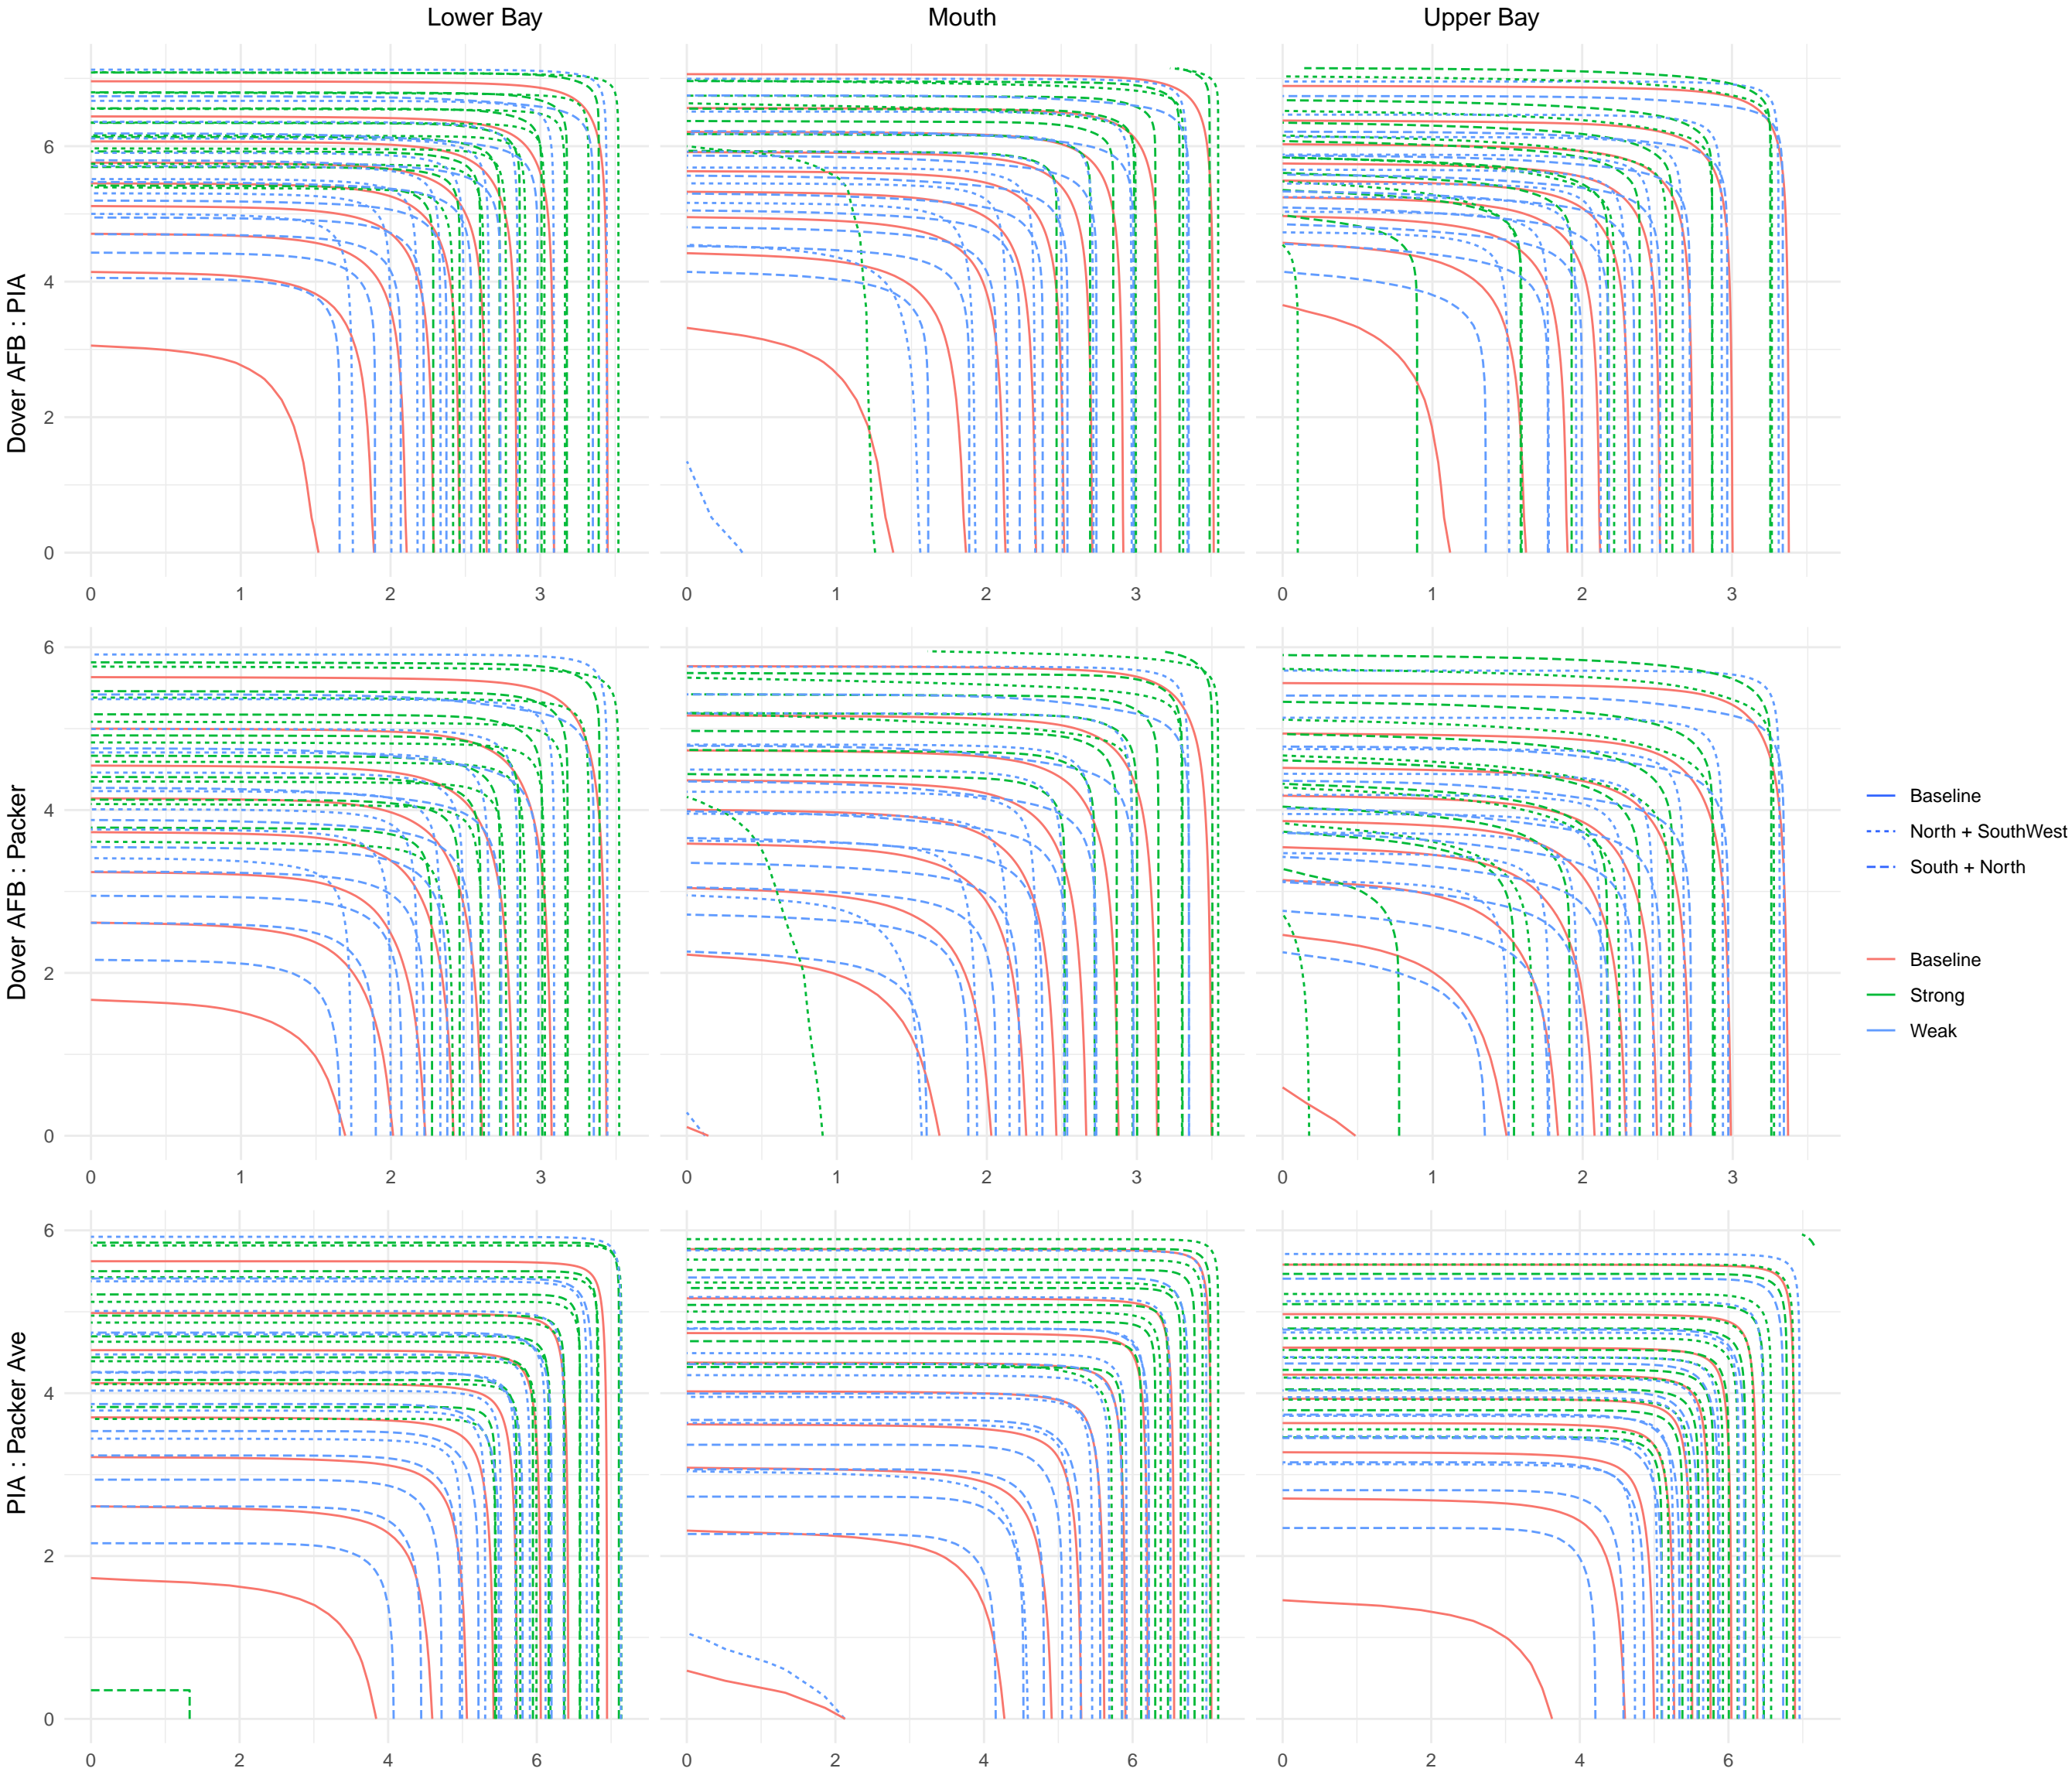 Lower Bay Mouth Upper Bay
Dover AFB : PIA
6
4
2
0
0 1 2 3 0 1 2 3 0 1 2 3
Dover AFB : Packer
6
4
2
0
0 1 2 3 0 1 2 3 0 1 2 3
PIA : Packer Ave
6
4
2
0
0 2 4 6 0 2 4 6 0 2 4 6
Baseline
North + SouthWest
South + North
Baseline
Strong
Weak